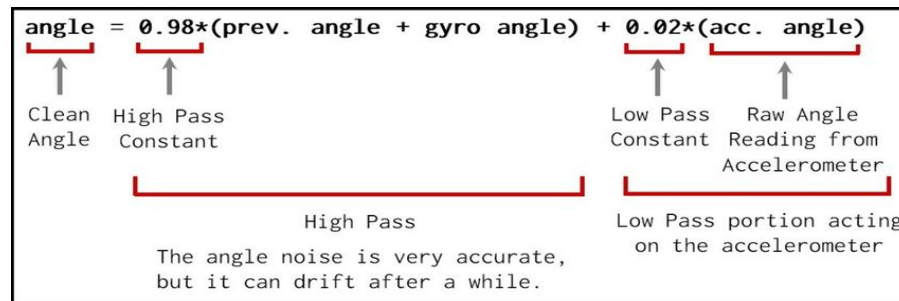 angle = 0.98*(prev. angle + gyro angle) + 0.02*(acc. angle)
Clean
Angle
High Pass
Constant
Low Pass
Constant
Raw Angle
Reading from
Accelerometer
High Pass
The angle noise is very accurate,
but it can drift after a while.
Low Pass portion acting
on the accelerometer